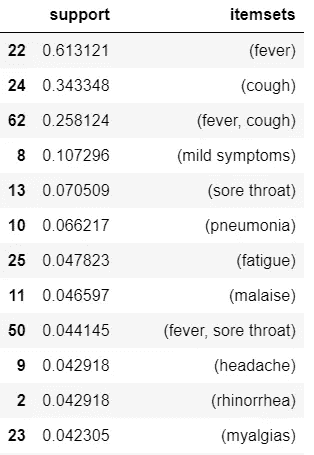 support itemsets
22 0.613121 (fever)
24 0.343348 (cough)
62 0.258124 (fever, cough)
8 0.107296 (mild symptoms)
13 0.070509 (sore throat)
10 0.066217 (pneumonia)
25 0.047823 (fatigue)
11 0.046597 (malaise)
50 0.044145 (fever, sore throat)
9 0.042918 (headache)
2 0.042918 (rhinorrhea)
23 0.042305 (myalgias)